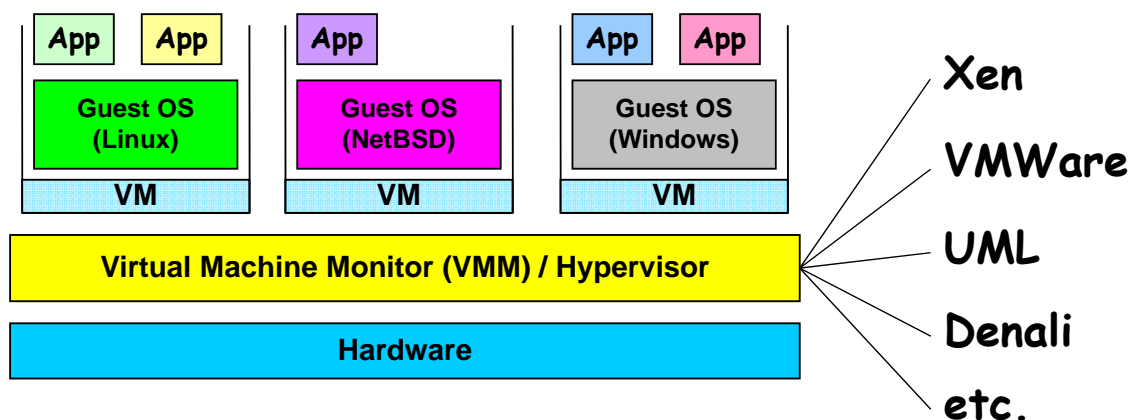 App App App App App
Guest OS
(Linux)
Guest OS
(NetBSD)
Guest OS
(Windows)
VM VM VM
Virtual Machine Monitor (VMM) / Hypervisor
Hardware
Xen
VMWare
UML
Denali
etc.